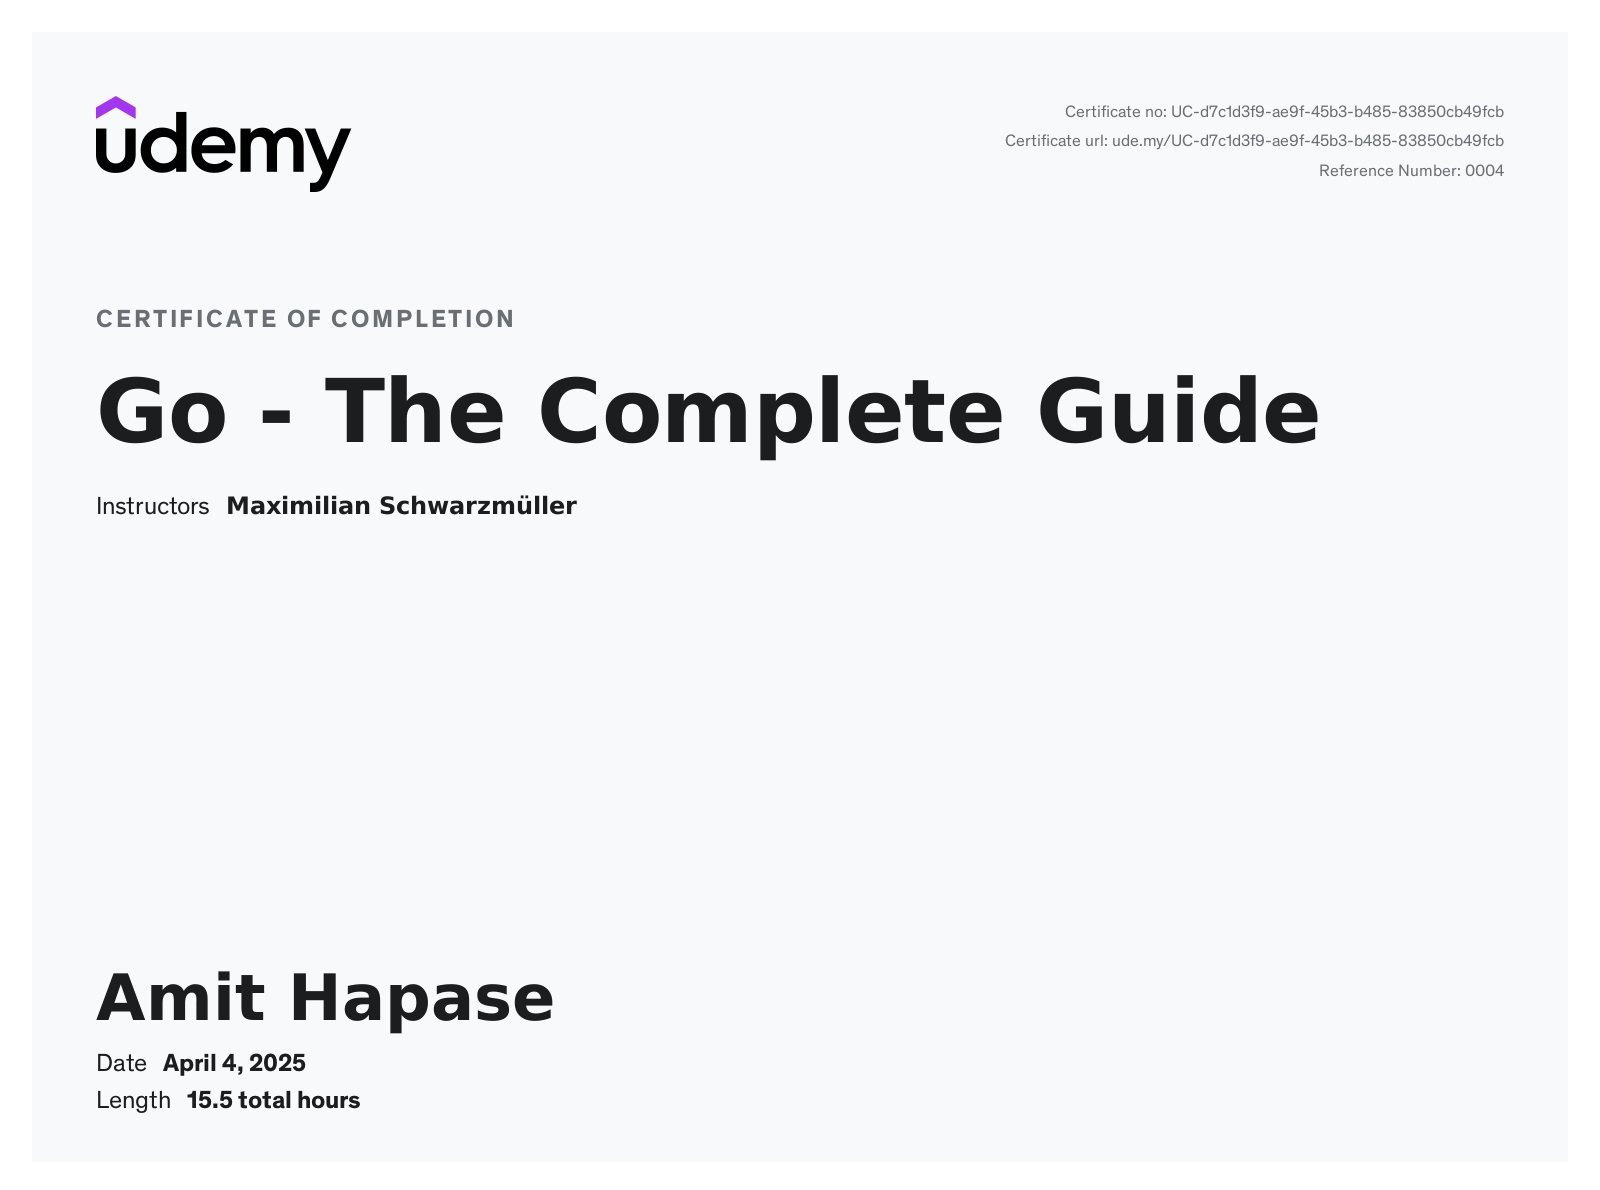 udemy
Certificate no: UC-d7c1d3f9-ae9f-45b3-b485-83850cb49fcb
Certificate url: ude.my/UC-d7c1d3f9-ae9f-45b3-b485-83850cb49fcb
Reference Number: 0004
CERTIFICATE OF COMPLETION
Go - The Complete Guide
Instructors Maximilian Schwarzmüller
Amit Hapase
Date April 4, 2025
Length 15.5 total hours